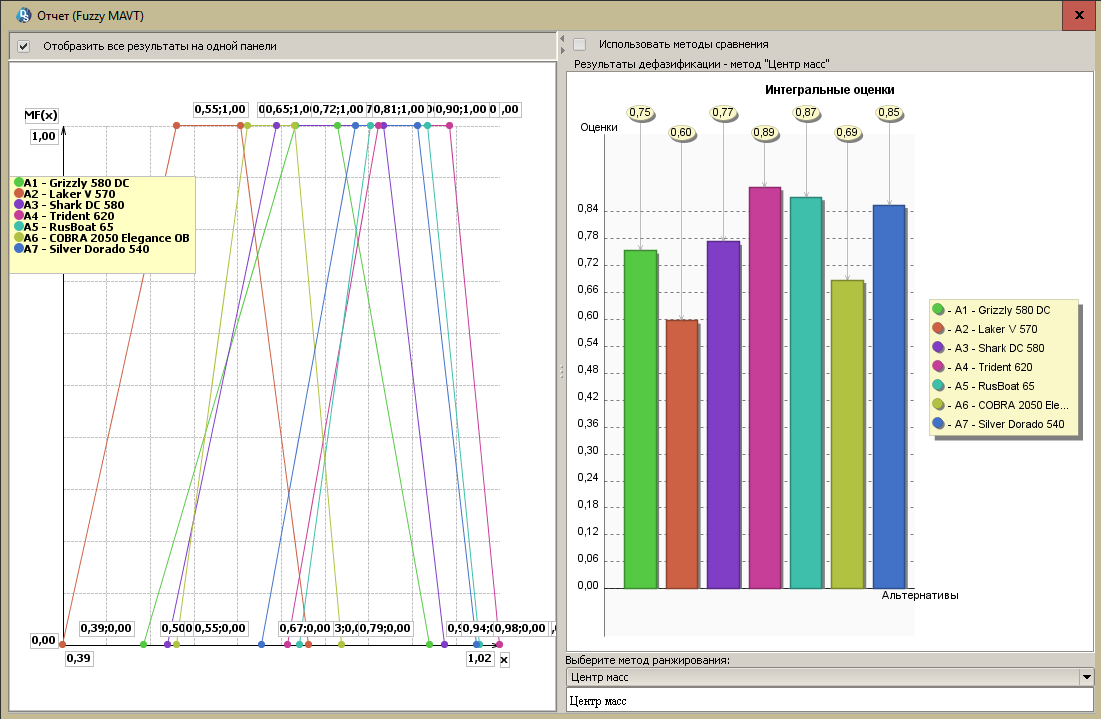 Отчет (Fuzzy MAVT)
x
Отобразить все результаты на одной панели
MF(x)
1,00
0,55;1,00
0,65;1,0
0,72;1,00
0,81;1,00
0,90;1,00
,00
A1 - Grizzly 580 DC
A2 - Laker V 570
A3 - Shark DC 580
A4 - Trident 620
A5 - RusBoat 65
A6 - COBRA 2050 Elegance OB
A7 - Silver Dorado 540
0,00
0,39;0,00
0,50
0,55;0,00
0,67;0,00
3;0,0
0,79;0,00
0,94;0
0,98;0,00
0,39
1,02
x
Использовать методы сравнения
Результаты дефазификации - метод "Центр масс"
Интегральные оценки
Оценки
0,75
0,60
0,77
0,89
0,87
0,69
0,85
0,84
0,78
0,72
0,66
0,60
0,54
0,48
0,42
0,36
0,30
0,24
0,18
0,12
0,06
0,00
Альтернативы
- A1 - Grizzly 580 DC
- A2 - Laker V 570
- A3 - Shark DC 580
- A4 - Trident 620
- A5 - RusBoat 65
- A6 - COBRA 2050 Ele...
- A7 - Silver Dorado 540
Выберите метод ранжирования:
Центр масс
Центр масс